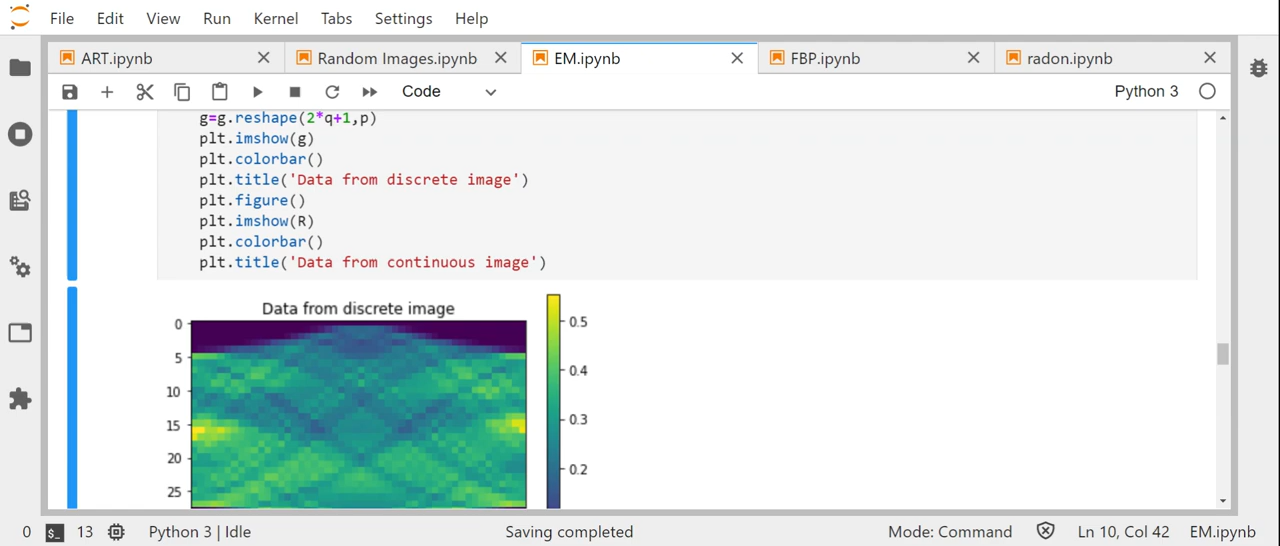 File Edit View Run Kernel Tabs Settings Help
ART.ipynb Random Images.ipynb EM.ipynb FBP.ipynb radon.ipynb
Code Python 3
g=g.reshape(2*q+1,p)
plt.imshow(g)
plt.colorbar()
plt.title('Data from discrete image')
plt.figure()
plt.imshow(R)
plt.colorbar()
plt.title('Data from continuous image')
Data from discrete image
0
5
10
15
20
25
0.5
0.4
0.3
0.2
0 $_ 13 Python 3 | Idle Saving completed Mode: Command Ln 10, Col 42 EM.ipynb